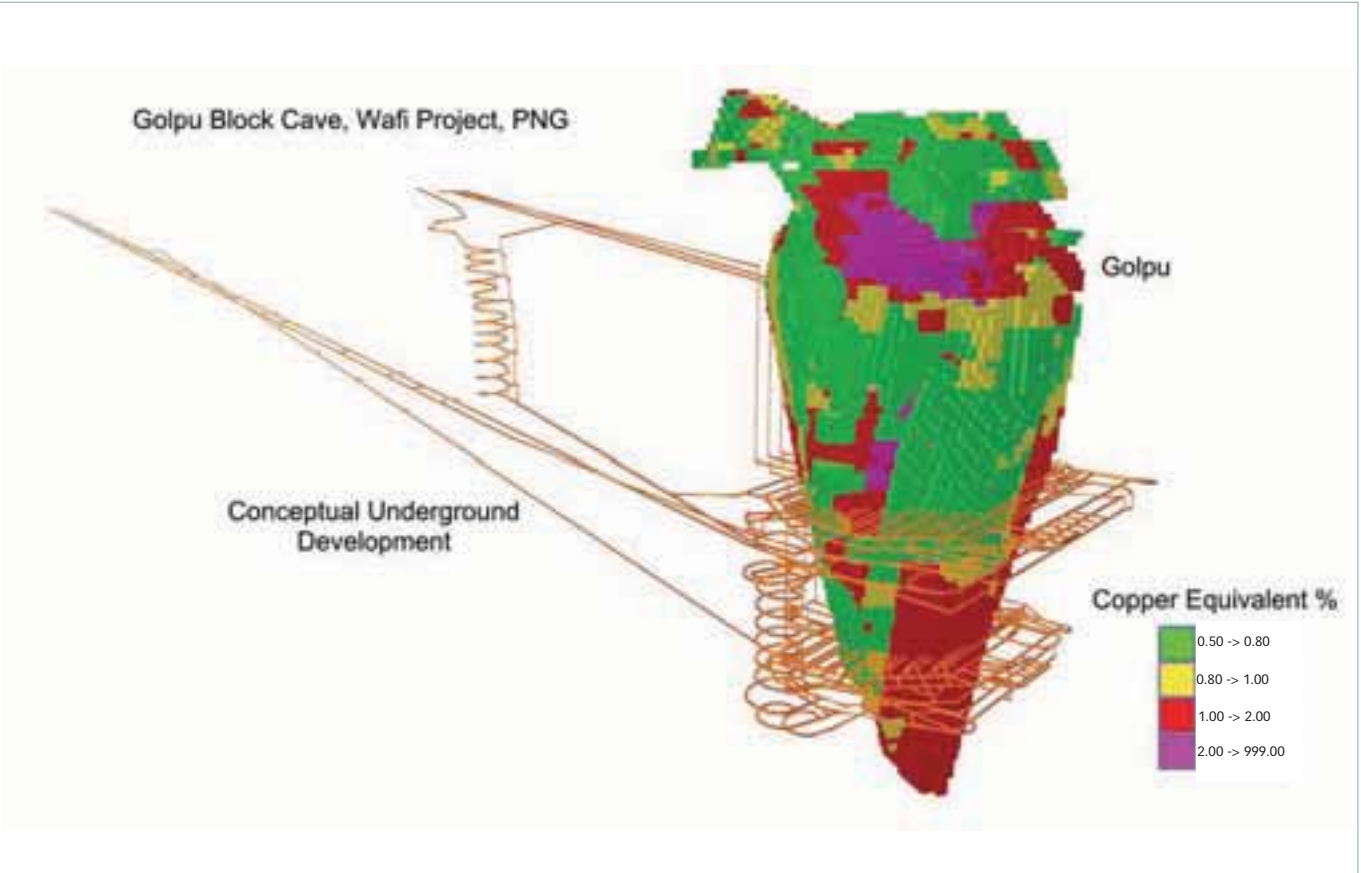 Golpu Block Cave, Wafi Project, PNG
Golpu
Conceptual Underground
Development
Copper Equivalent %
0.50 -> 0.80
0.80 -> 1.00
1.00 -> 2.00
2.00 -> 999.00